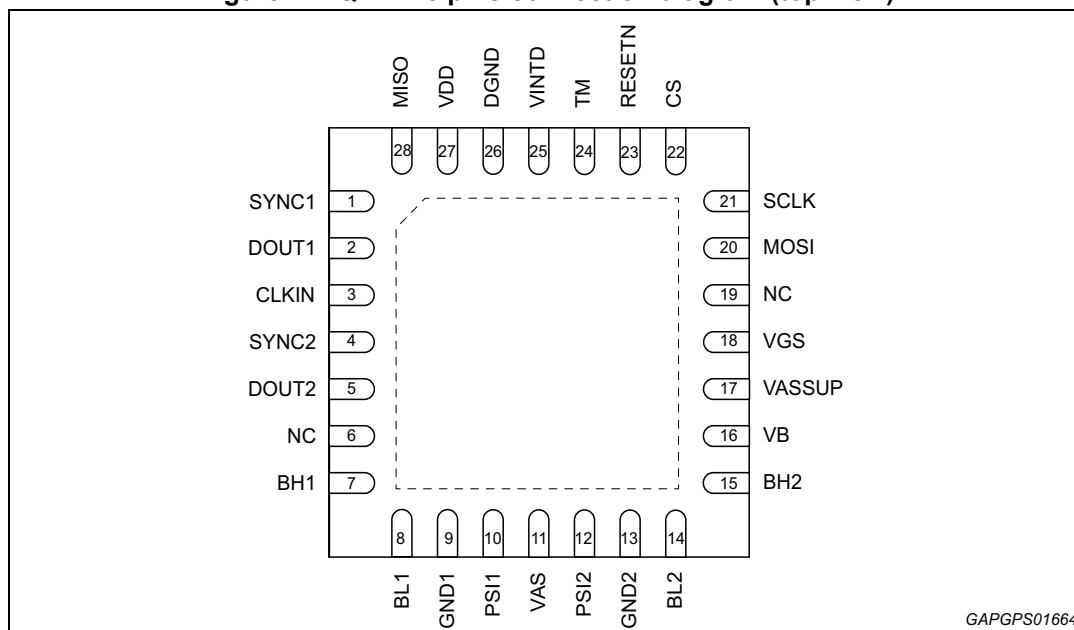 MISO
VDD
DGND
VINTD
TM
RESETN
CS
28
27
26
25
24
23
22
SYNC1 1
DOUT1 2
CLKIN 3
SYNC2 4
DOUT2 5
NC 6
BH1 7
21 SCLK
20 MOSI
19 NC
18 VGS
17 VASSUP
16 VB
15 BH2
8
9
10
11
12
13
14
BL1
GND1
PSI1
VAS
PSI2
GND2
BL2
GAPGPS01664